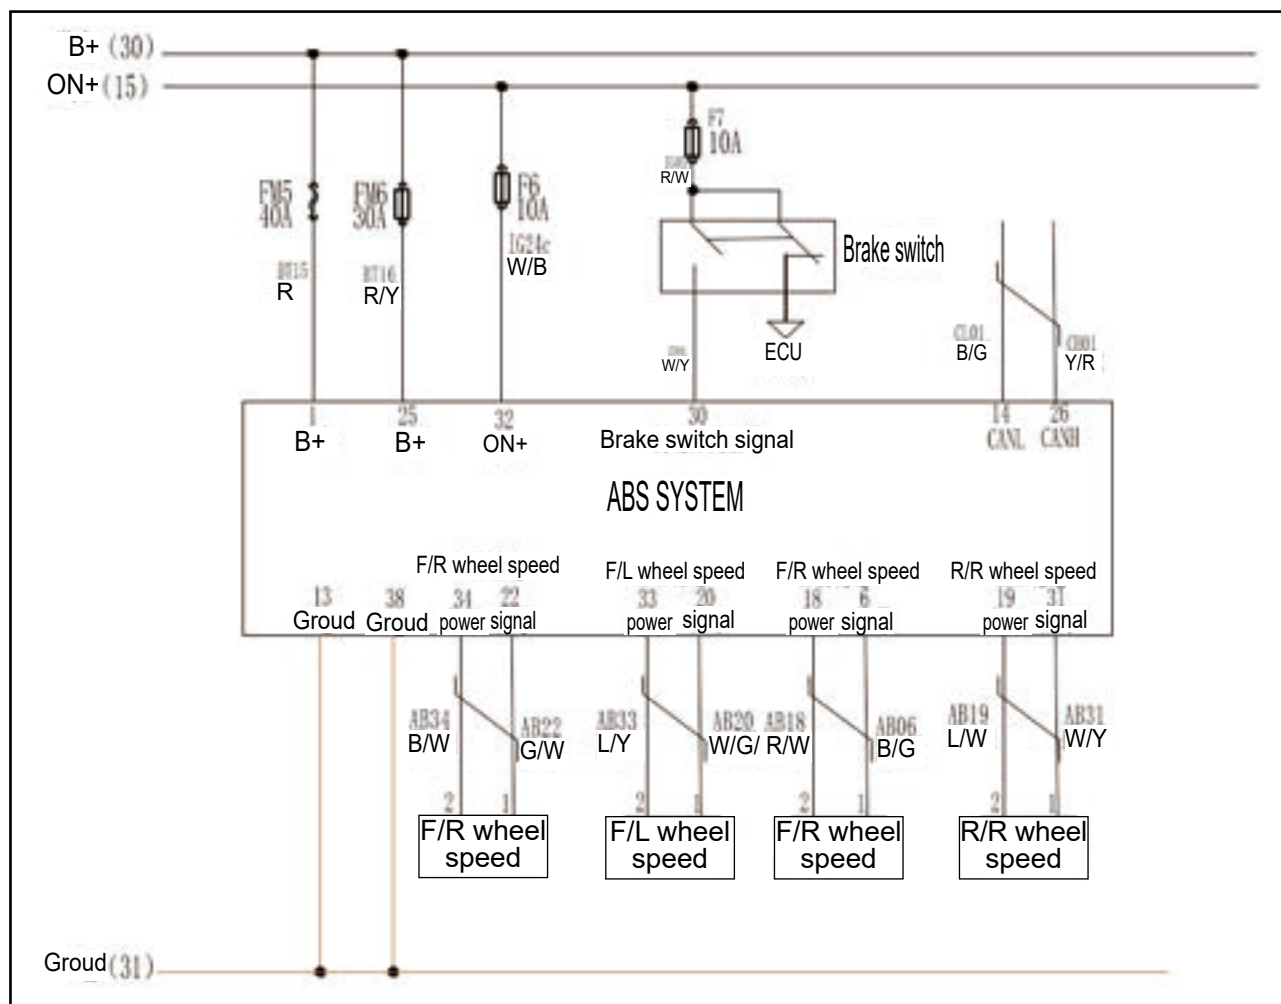 B+ (30)
ON+ (15)
F7
10A
R/W
FM5
40A
FM6
30A
F6
10A
Brake switch
IG24c
W/B
BT15
R
BT16
R/Y
ECU
W/Y
CL01
B/G
CH01
Y/R
1
25
32
30
14
26
B+
B+
ON+
Brake switch signal
CANL
CANH
ABS SYSTEM
F/R wheel speed
F/L wheel speed
F/R wheel speed
R/R wheel speed
13
38
34
22
33
20
18
6
19
31
Groud
Groud
power signal
power signal
power signal
power signal
AB34
B/W
AB22
G/W
AB33
L/Y
AB20
W/G/
AB18
R/W
AB06
B/G
AB19
L/W
AB31
W/Y
2
1
2
1
2
1
2
1
F/R wheel
speed
F/L wheel
speed
F/R wheel
speed
R/R wheel
speed
Groud (31)